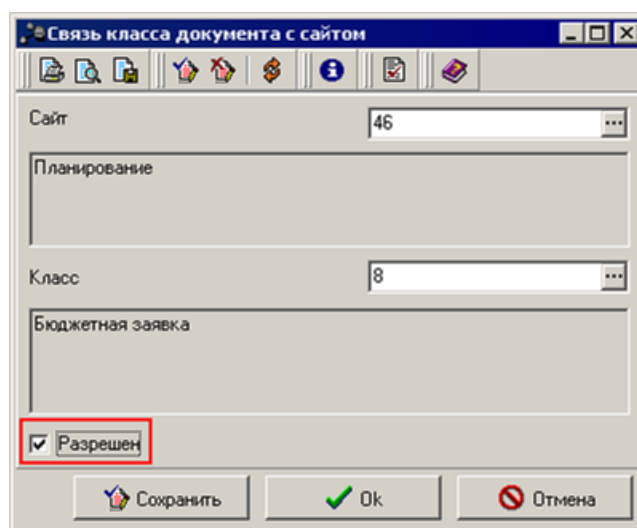 Связь класса документа с сайтом
Сайт
46
Планирование
Класс
8
Бюджетная заявка
Разрешен
Сохранить
Ok
Отмена